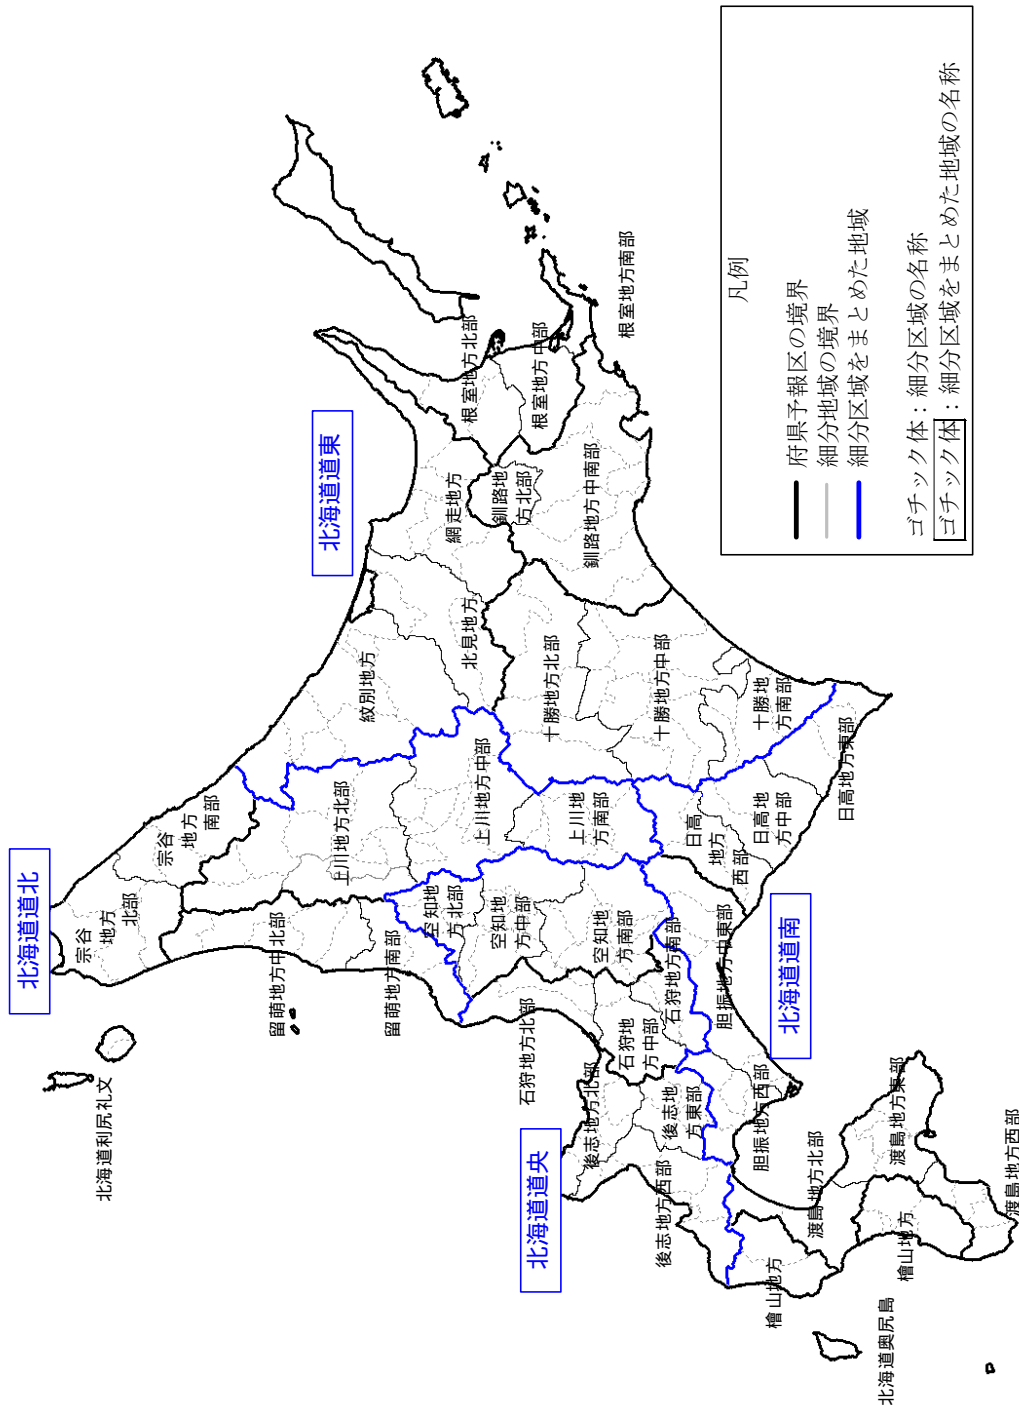 北海道道北
宗谷
地方
北部
宗谷
地方
南部
北海道利尻礼文
留萌地方中北部
留萌地方南部
上川地方北部
上川地方中部
上川地
方南部
北海道道東
紋別地方
北見地方
網走地方
根室地方北部
根室地方中部
根室地方南部
釧路地
方北部
釧路地方中南部
十勝地方北部
十勝地方中部
十勝地
方南部
北海道道央
石狩地方北部
石狩地
方中部
石狩地方南部
空知地
方北部
空知地
方中部
空知地
方南部
後志地方北部
後志地
方東部
後志地方西部
北海道道南
胆振地方中東部
胆振地方西部
日高
地方
西部
日高地
方中部
日高地方東部
渡島地方北部
渡島地方東部
渡島地方西部
檜山地方
檜山地方
北海道奥尻島
凡例
府県予報区の境界
細分地域の境界
細分区域をまとめた地域
ゴチック体：細分区域の名称
ゴチック体：細分区域をまとめた地域の名称